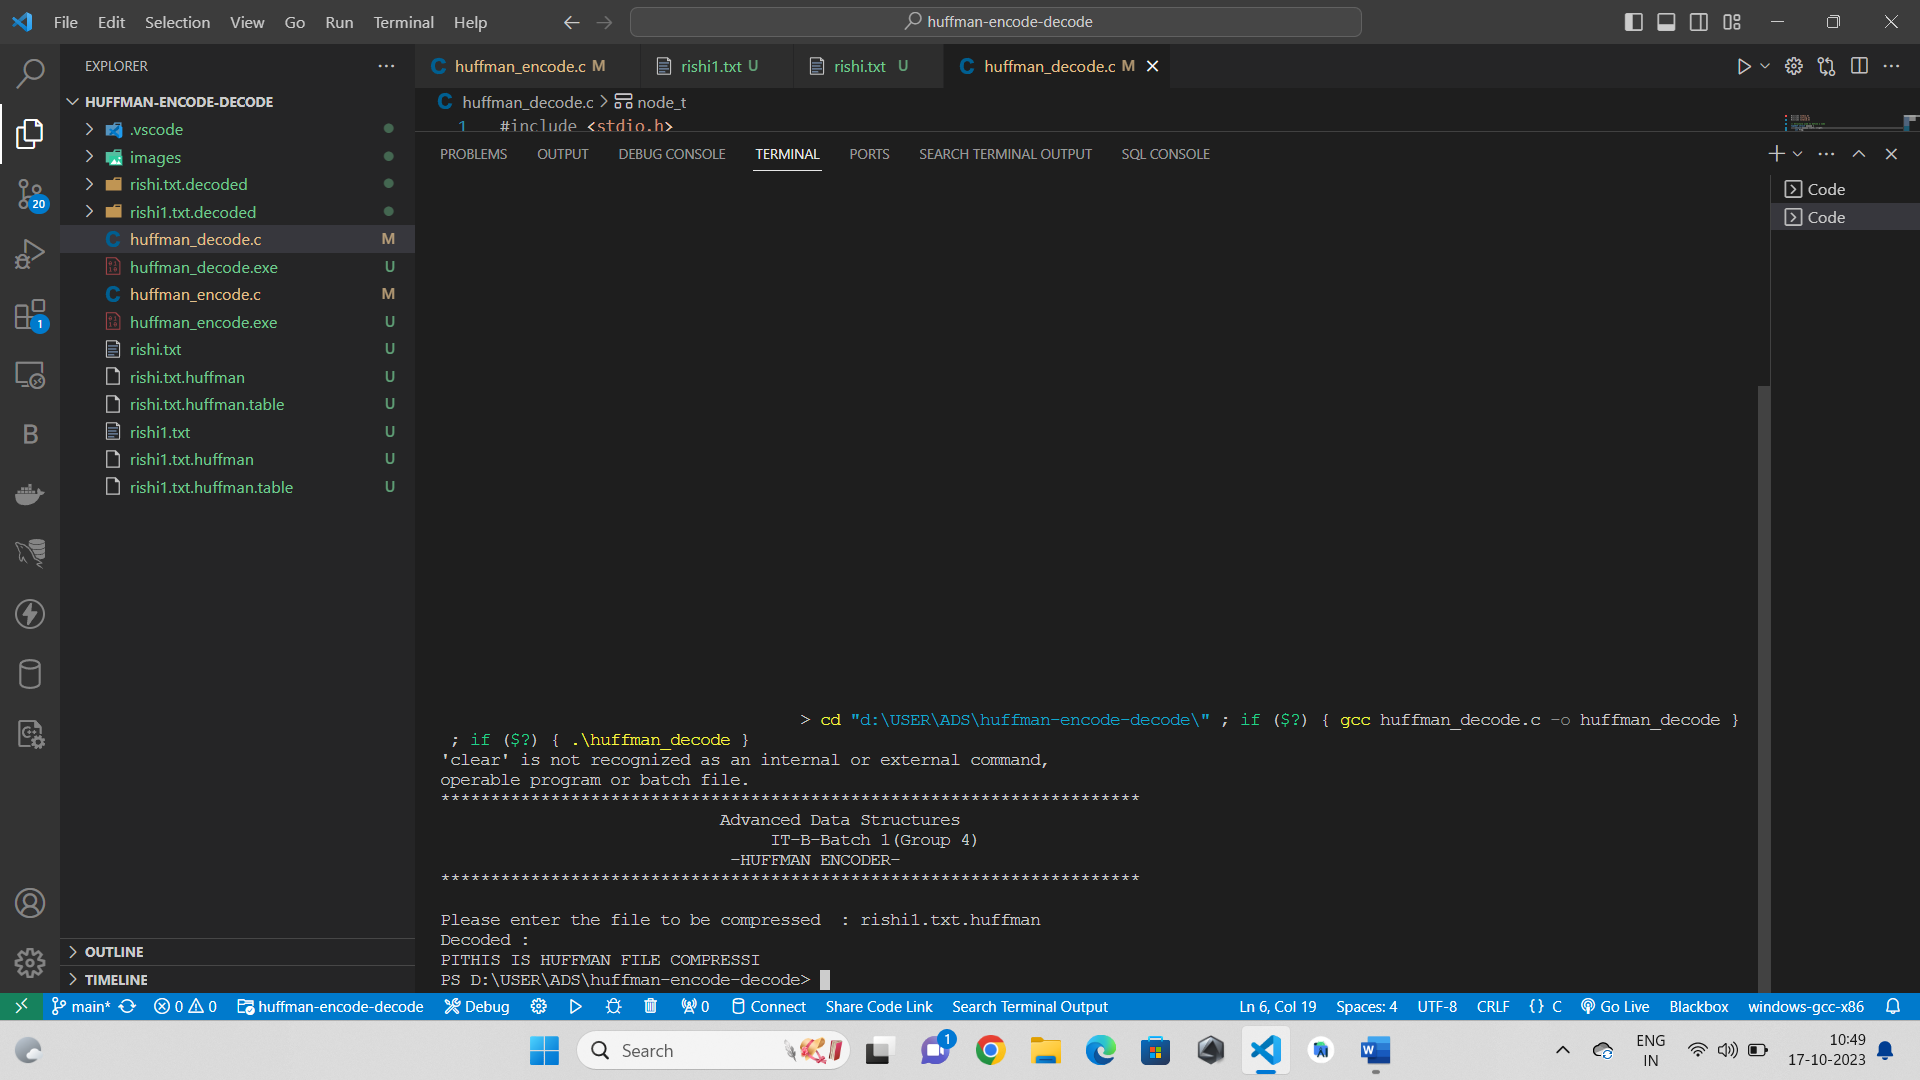 File Edit Selection View Go Run Terminal Help
huffman-encode-decode
EXPLORER
HUFFMAN-ENCODE-DECODE
.vscode
images
rishi.txt.decoded
rishi1.txt.decoded
huffman_decode.c M
huffman_decode.exe U
huffman_encode.c M
huffman_encode.exe U
rishi.txt U
rishi.txt.huffman U
rishi.txt.huffman.table U
rishi1.txt U
rishi1.txt.huffman U
rishi1.txt.huffman.table U
OUTLINE
TIMELINE
20
1
B
C huffman_encode.c M rishi1.txt U rishi.txt U C huffman_decode.c M
C huffman_decode.c > node_t
1 #include <stdio.h>
PROBLEMS OUTPUT DEBUG CONSOLE TERMINAL PORTS SEARCH TERMINAL OUTPUT SQL CONSOLE
Code
Code
> cd "d:\USER\ADS\huffman-encode-decode\" ; if ($?) { gcc huffman_decode.c -o huffman_decode }
; if ($?) { .\huffman_decode }
'clear' is not recognized as an internal or external command,
operable program or batch file.
**********************************************************************
Advanced Data Structures
IT-B-Batch 1(Group 4)
-HUFFMAN ENCODER-
**********************************************************************
Please enter the file to be compressed  : rishi1.txt.huffman
Decoded :
PITHIS IS HUFFMAN FILE COMPRESSI
PS D:\USER\ADS\huffman-encode-decode>
main* 0 0 huffman-encode-decode Debug 0 Connect Share Code Link Search Terminal Output Ln 6, Col 19 Spaces: 4 UTF-8 CRLF {} C Go Live Blackbox windows-gcc-x86
Search
1
ENG
IN
10:49
17-10-2023